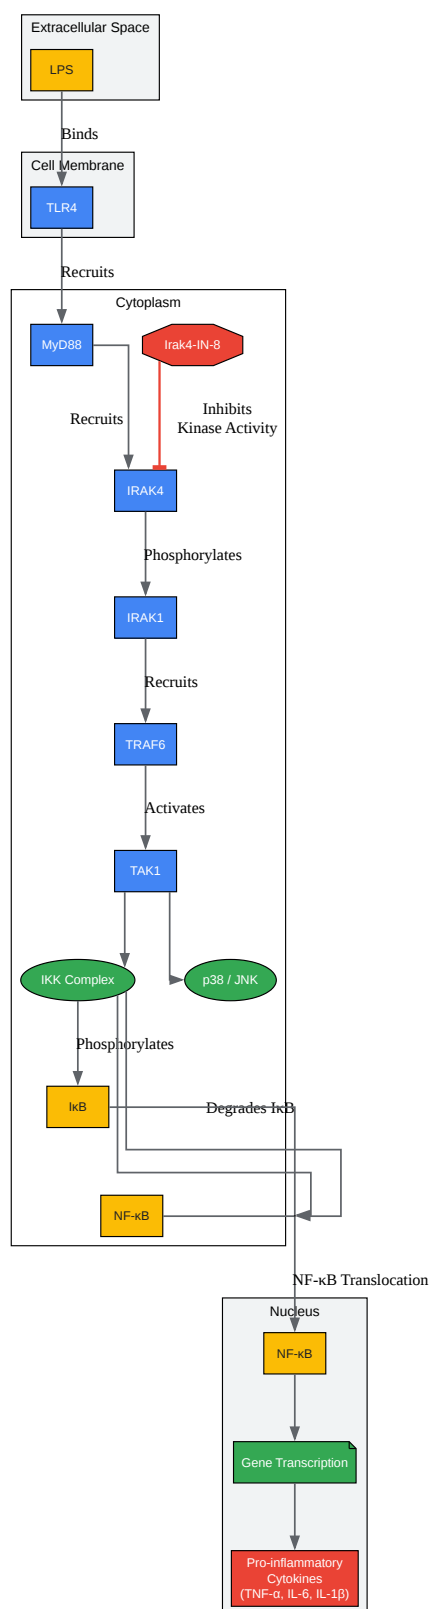 Extracellular Space
LPS
Binds
Cell Membrane
TLR4
Recruits
Cytoplasm
MyD88
Irak4-IN-8
Recruits
Inhibits
Kinase Activity
IRAK4
Phosphorylates
IRAK1
Recruits
TRAF6
Activates
TAK1
IKK Complex
p38 / JNK
Phosphorylates
IκB
Degrades IκB
NF-κB
NF-κB Translocation
Nucleus
NF-κB
Gene Transcription
Pro-inflammatory
Cytokines
(TNF-α, IL-6, IL-1β)